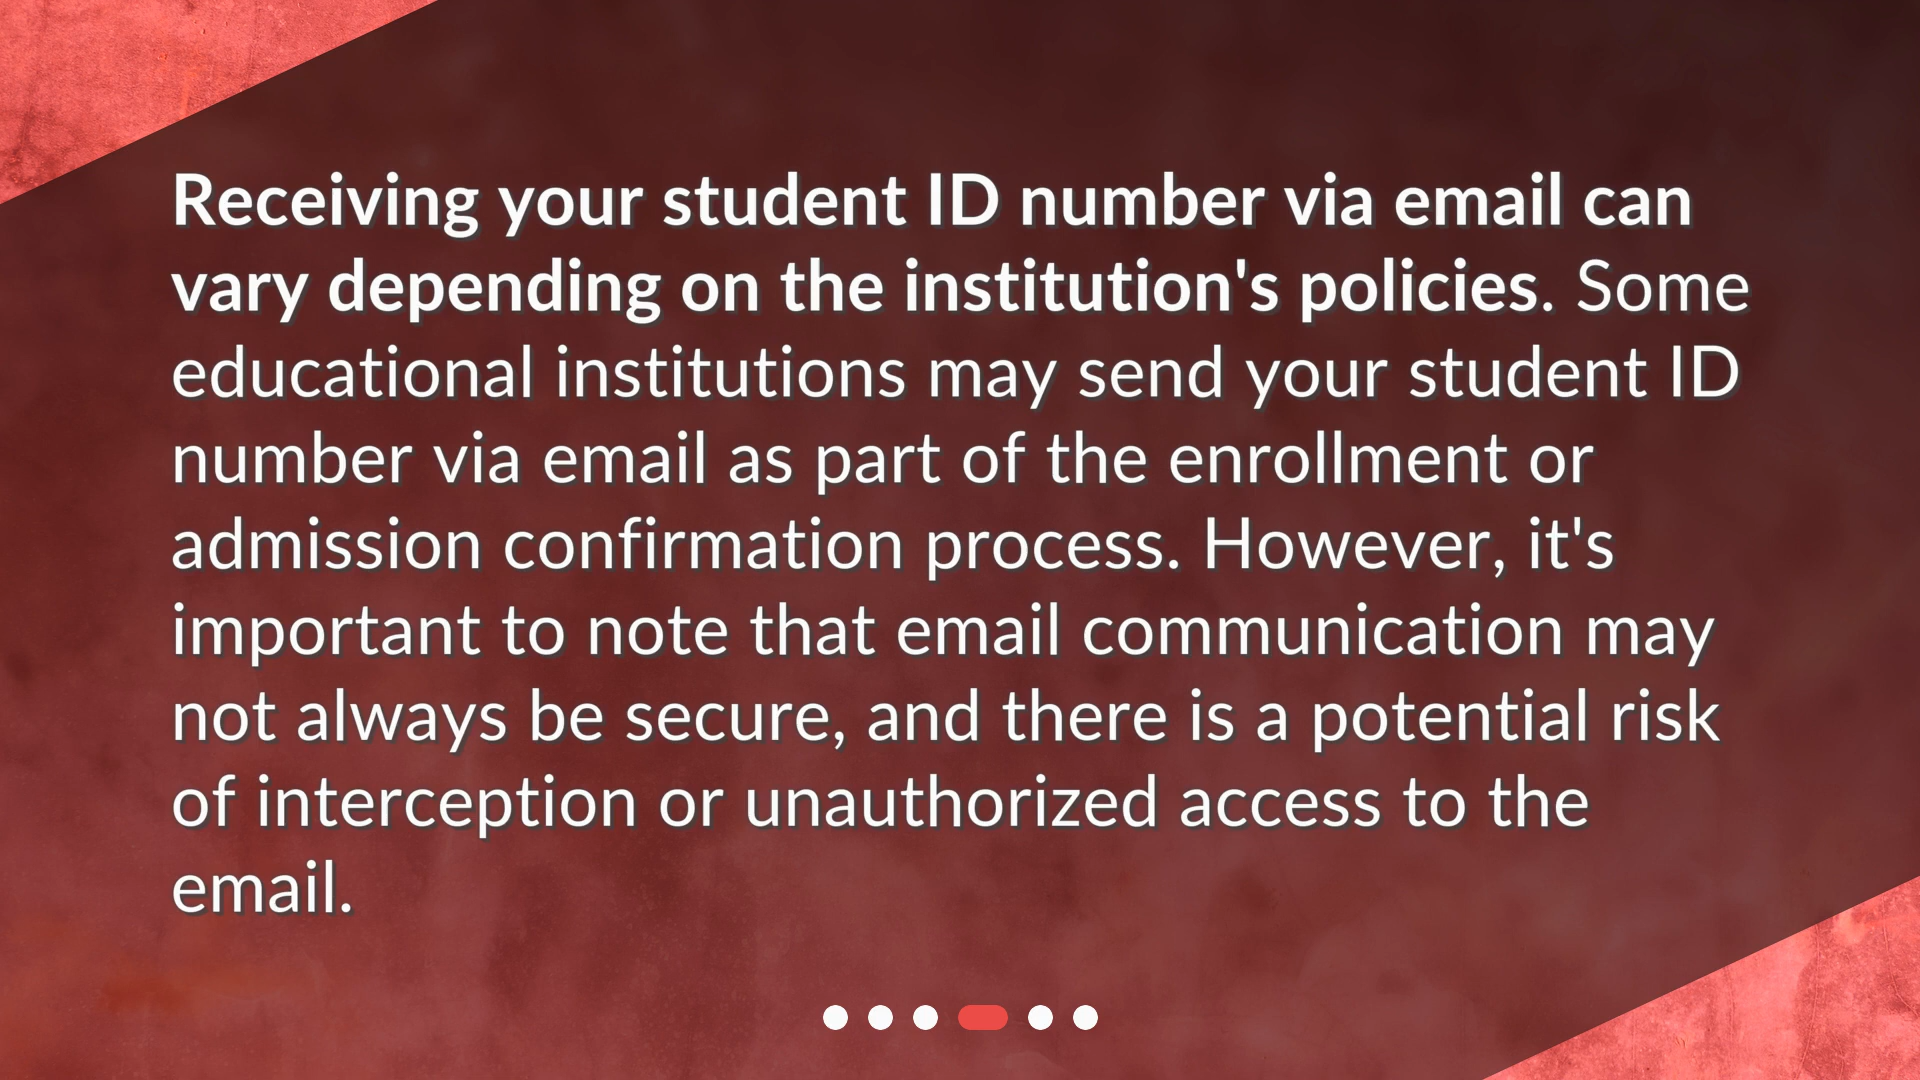 Receiving your student ID number via email can
vary depending on the institution's policies. Some
educational institutions may send your student ID
number via email as part of the enrollment or
admission confirmation process. However, it's
important to note that email communication may
not always be secure, and there is a potential risk
of interception or unauthorized access to the
email.